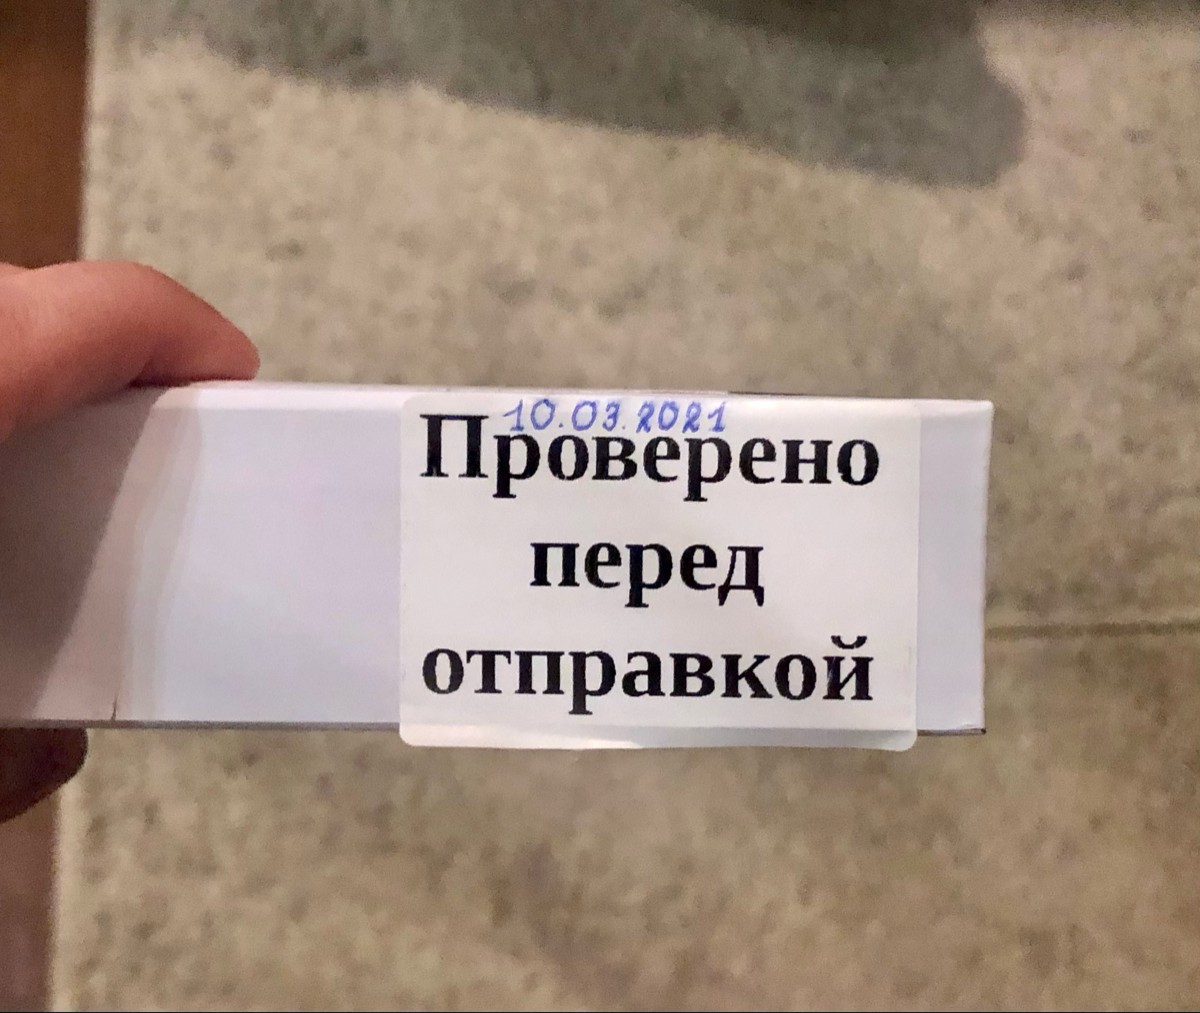 10.03.2021
Проверено
перед
отправкой